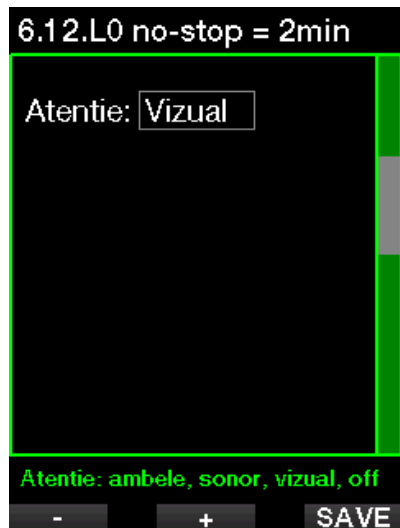 6.12.L0 no-stop = 2min
Atentie: Vizual
Atentie: ambele, sonor, vizual, off
- + SAVE